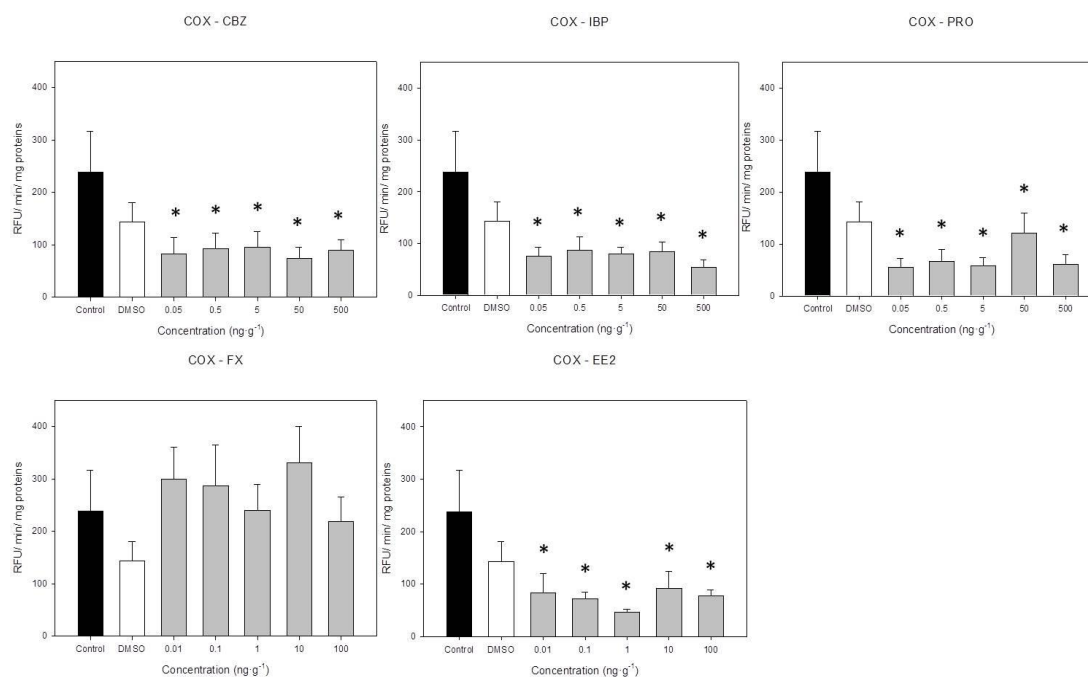 COX - CBZ
RFU/ min/ mg proteins
400
300
200
100
0
* * * * *
Control DMSO 0.05 0.5 5 50 500
Concentration (ng·g⁻¹)
COX - IBP
RFU/ min/ mg proteins
400
300
200
100
0
* * * * *
Control DMSO 0.05 0.5 5 50 500
Concentration (ng·g⁻¹)
COX - PRO
RFU/ min/ mg proteins
400
300
200
100
0
* * * * *
Control DMSO 0.05 0.5 5 50 500
Concentration (ng·g⁻¹)
COX - FX
RFU/ min/ mg proteins
400
300
200
100
0
Control DMSO 0.01 0.1 1 10 100
Concentration (ng·g⁻¹)
COX - EE2
RFU/ min/ mg proteins
400
300
200
100
0
* * * * *
Control DMSO 0.01 0.1 1 10 100
Concentration (ng·g⁻¹)